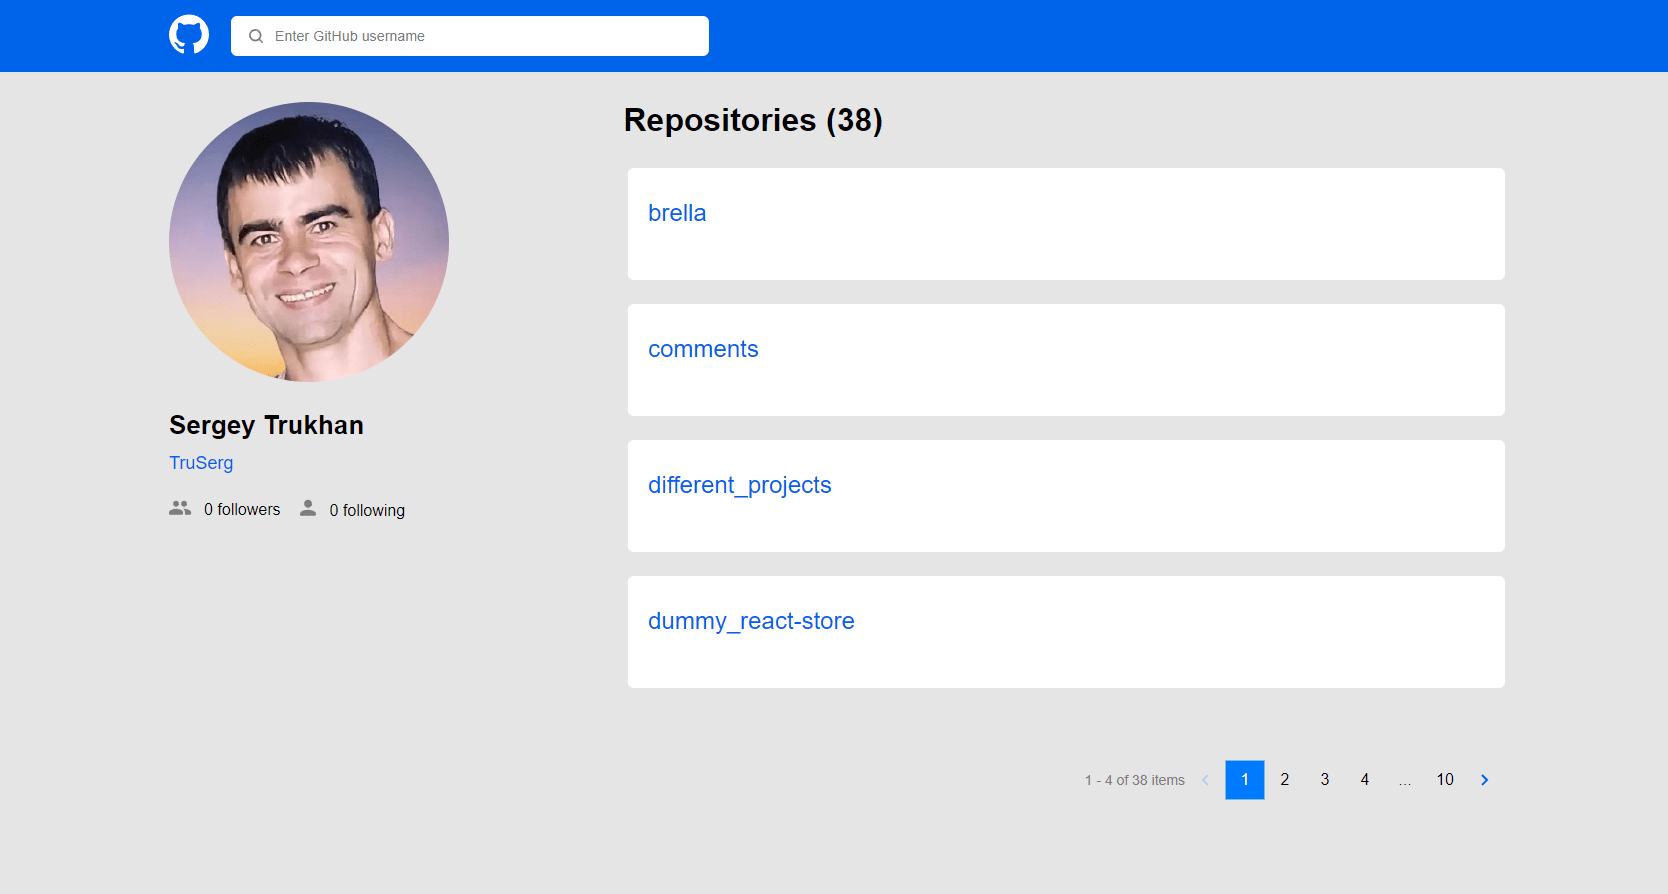 Enter GitHub username
Sergey Trukhan
TruSerg
0 followers 0 following
Repositories (38)
brella
comments
different_projects
dummy_react-store
1 - 4 of 38 items 1 2 3 4 ... 10